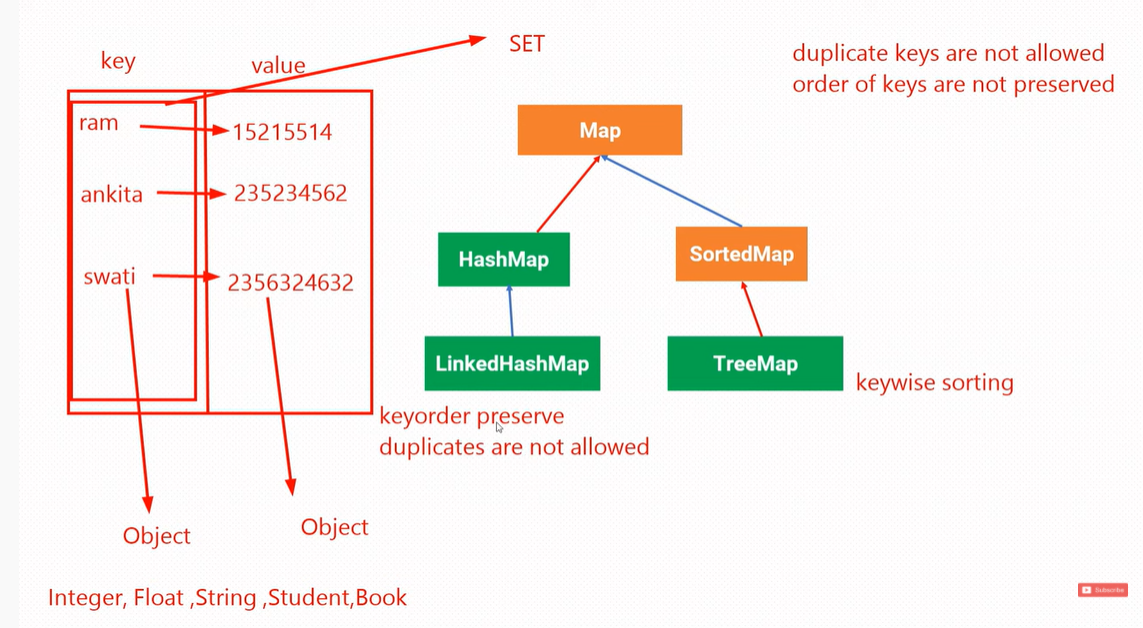 key
value
SET
duplicate keys are not allowed
order of keys are not preserved
ram
15215514
ankita
235234562
swati
2356324632
Map
HashMap
SortedMap
LinkedHashMap
TreeMap
keywise sorting
keyorder preserve
duplicates are not allowed
Object
Object
Integer, Float ,String ,Student,Book
Subscribe